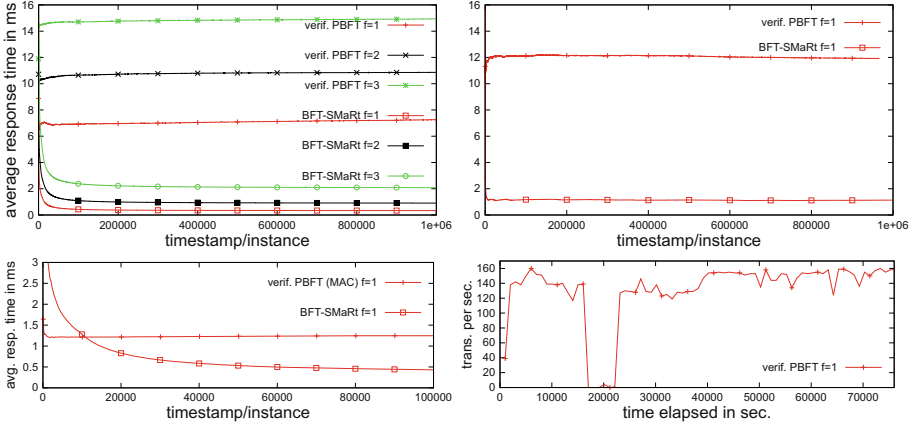 average response time in ms
16
14
12
10
8
6
4
2
0
verif. PBFT f=1
verif. PBFT f=2
verif. PBFT f=3
BFT-SMaRt f=1
BFT-SMaRt f=2
BFT-SMaRt f=3
200000 400000 600000 800000 1e+06
timestamp/instance
16
14
12
10
8
6
4
2
0
verif. PBFT f=1
BFT-SMaRt f=1
0 200000 400000 600000 800000 1e+06
timestamp/instance
avg. resp. time in ms
3
2.5
2
1.5
1
0.5
0
verif. PBFT (MAC) f=1
BFT-SMaRt f=1
0 20000 40000 60000 80000 100000
timestamp/instance
trans. per sec.
160
140
120
100
80
60
40
20
0
verif. PBFT f=1
0 10000 20000 30000 40000 50000 60000 70000
time elapsed in sec.